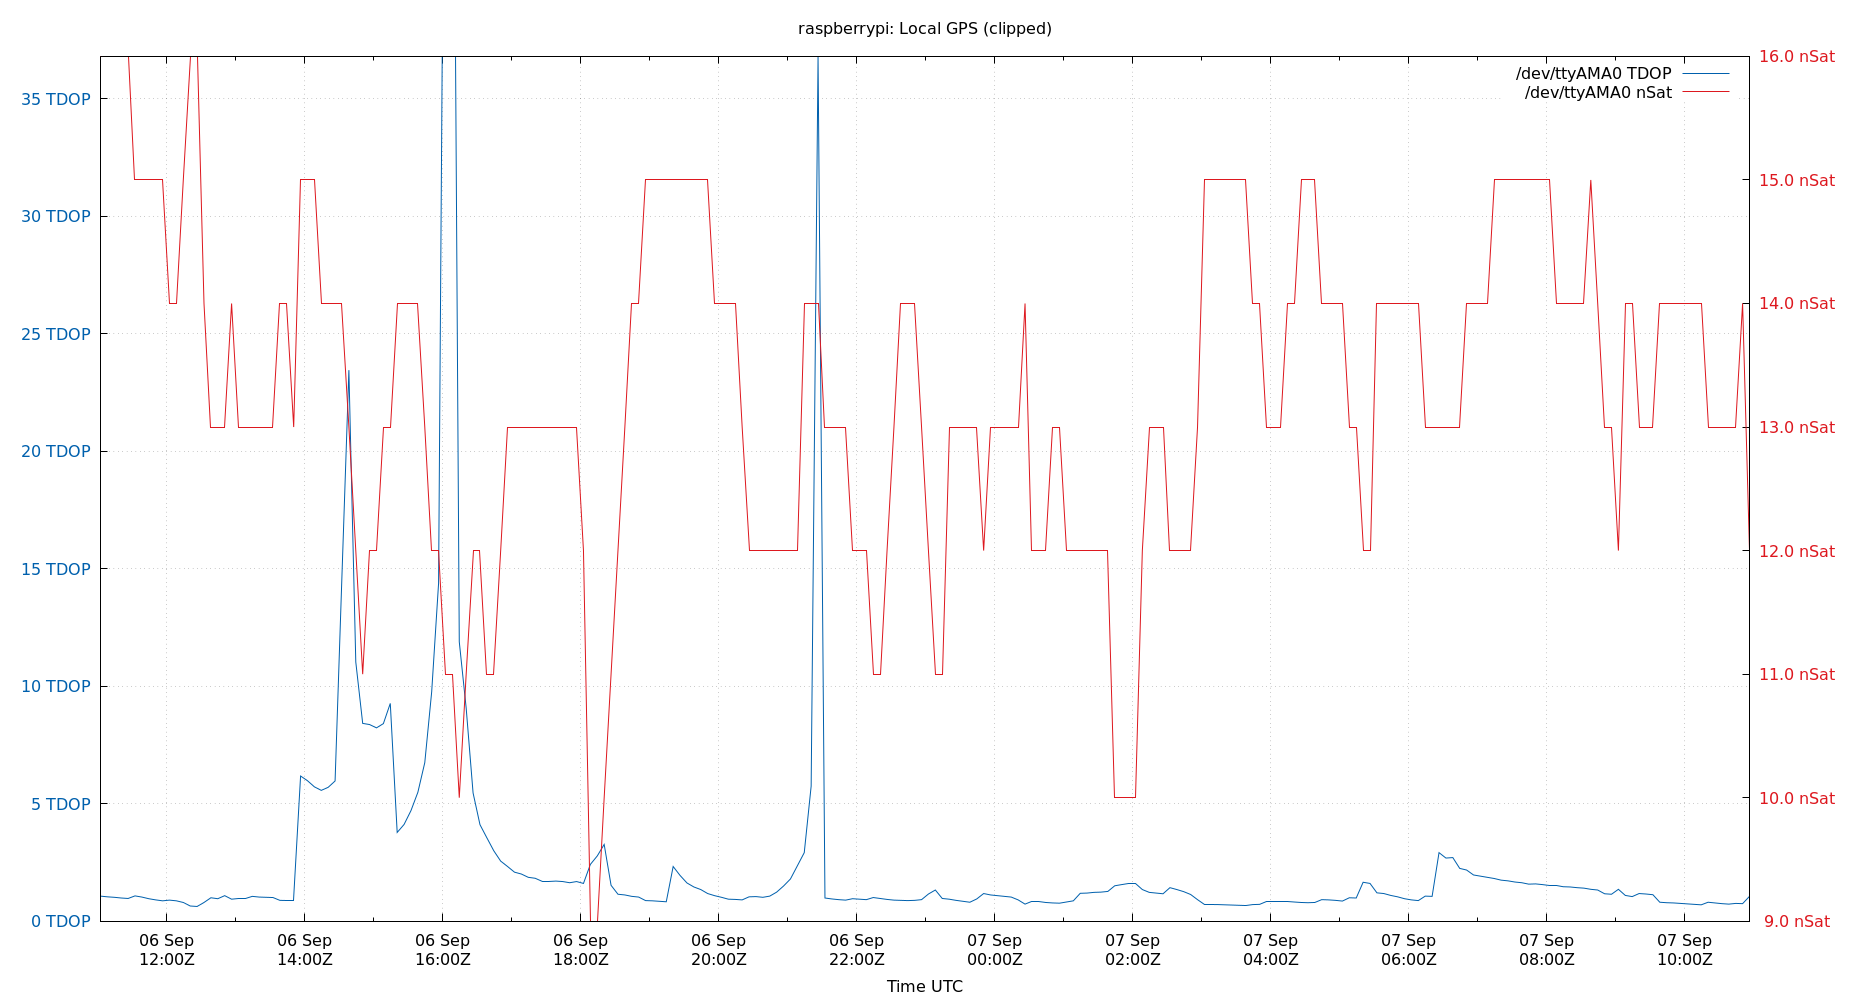 raspberrypi: Local GPS (clipped)
/dev/ttyAMA0 TDOP
/dev/ttyAMA0 nSat
35 TDOP
30 TDOP
25 TDOP
20 TDOP
15 TDOP
10 TDOP
5 TDOP
0 TDOP
16.0 nSat
15.0 nSat
14.0 nSat
13.0 nSat
12.0 nSat
11.0 nSat
10.0 nSat
9.0 nSat
06 Sep
12:00Z
06 Sep
14:00Z
06 Sep
16:00Z
06 Sep
18:00Z
06 Sep
20:00Z
06 Sep
22:00Z
07 Sep
00:00Z
07 Sep
02:00Z
07 Sep
04:00Z
07 Sep
06:00Z
07 Sep
08:00Z
07 Sep
10:00Z
Time UTC